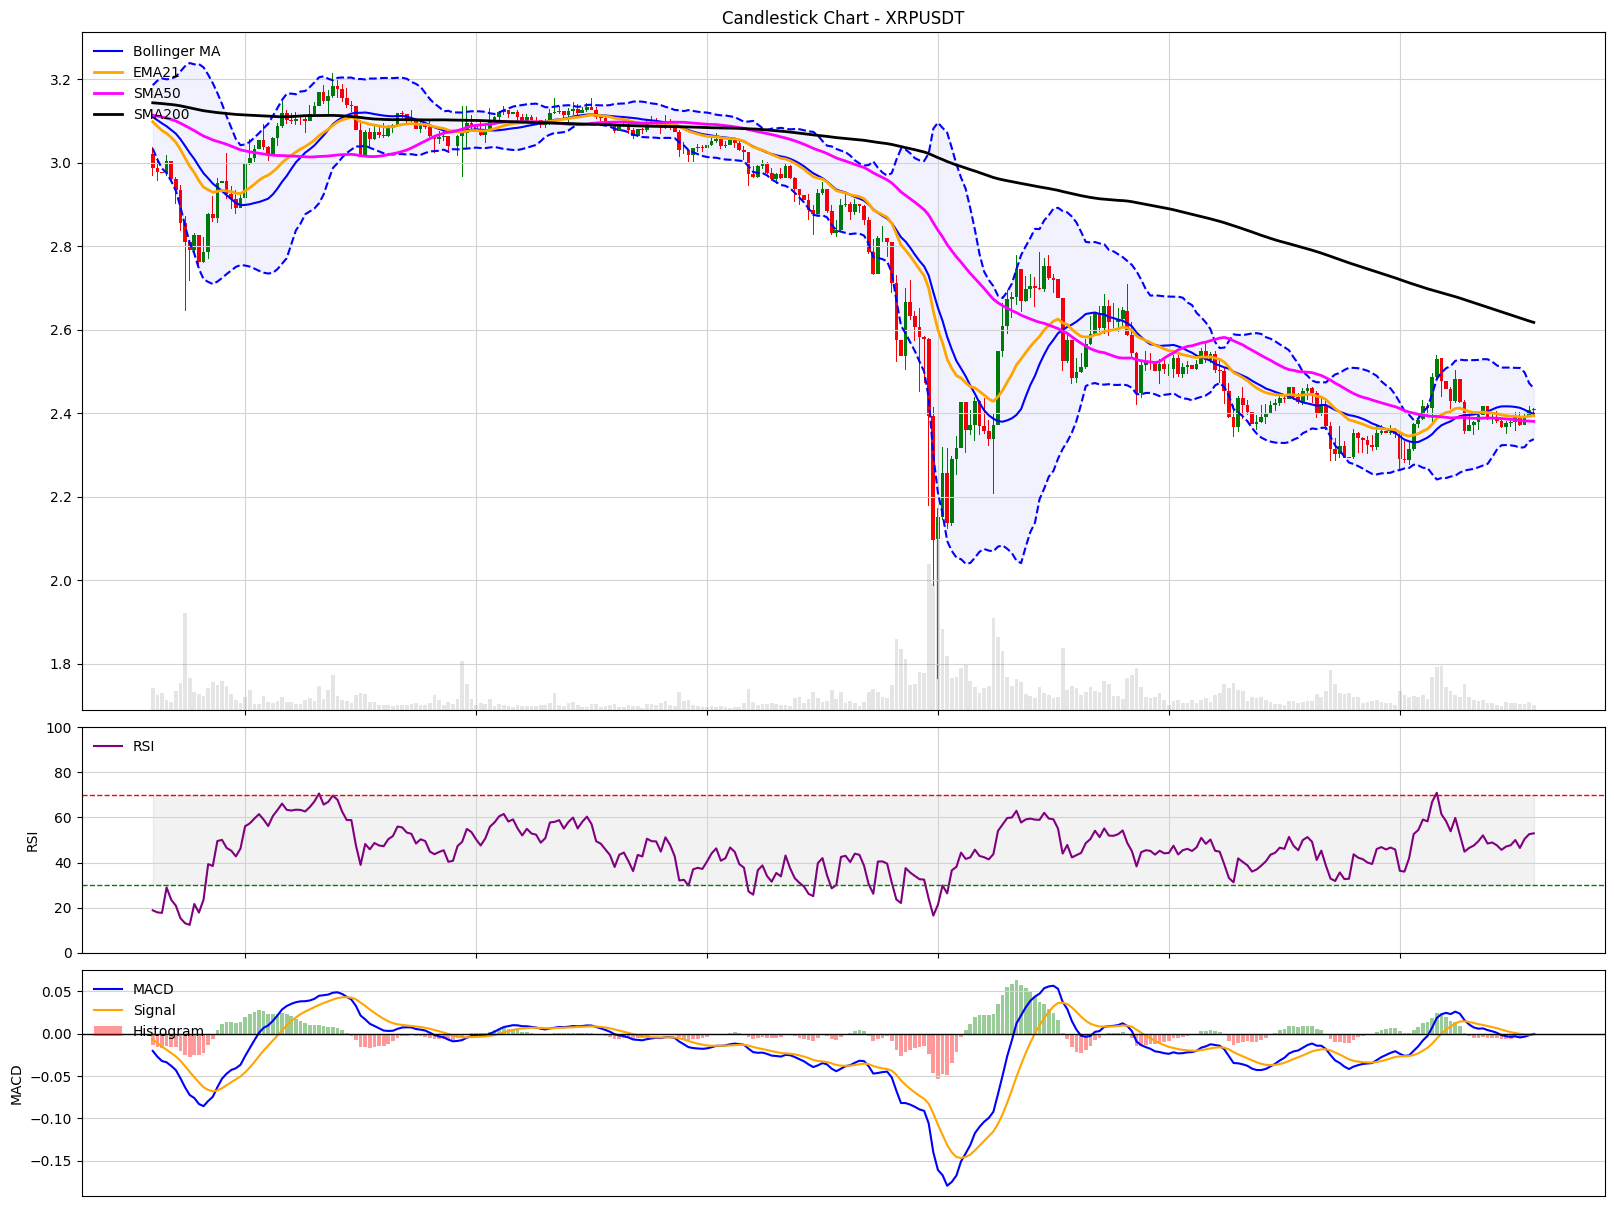 Candlestick Chart - XRPUSDT
Bollinger MA
EMA21
SMA50
SMA200
3.2
3.0
2.8
2.6
2.4
2.2
2.0
1.8
RSI
100
80
60
40
20
0
RSI
MACD
Signal
Histogram
0.05
0.00
−0.05
−0.10
−0.15
MACD